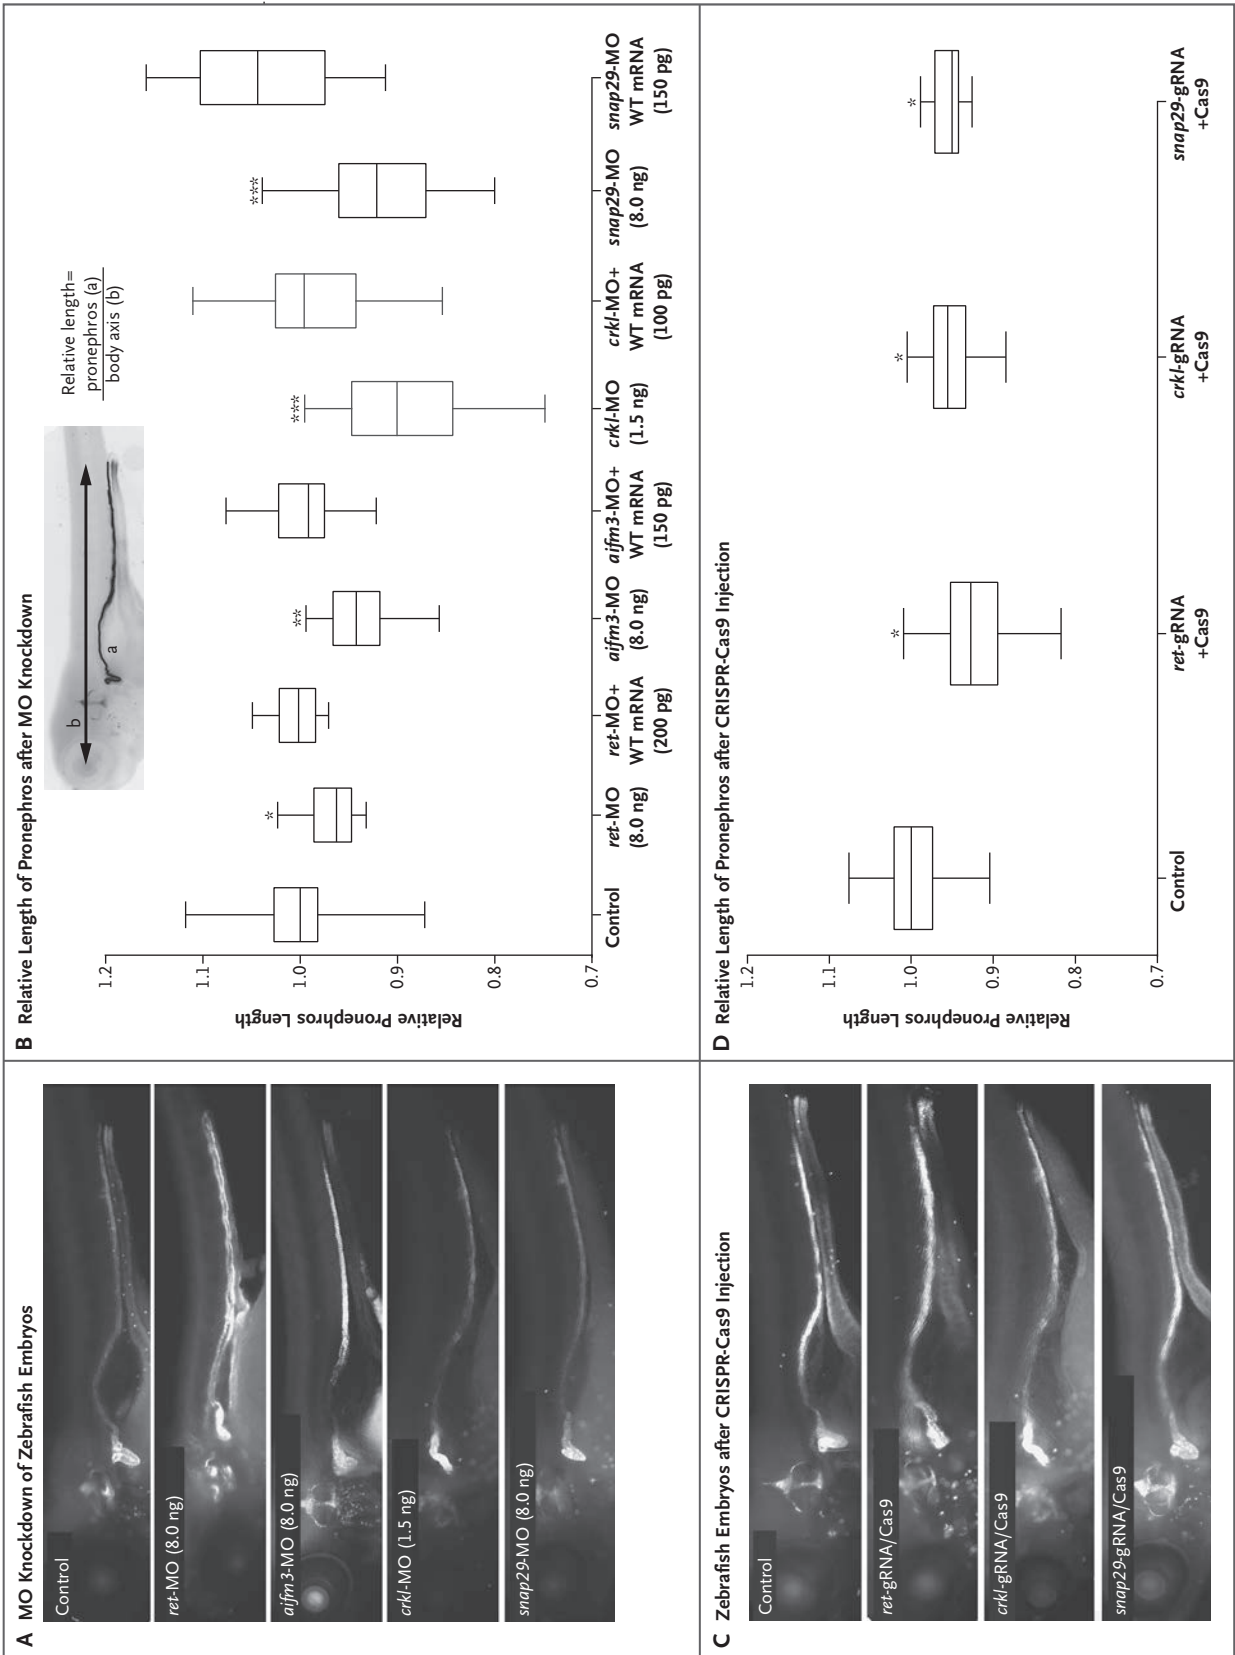 A MO Knockdown of Zebrafish Embryos
Control
ret-MO (8.0 ng)
aifm3-MO (8.0 ng)
crkl-MO (1.5 ng)
snap29-MO (8.0 ng)
B Relative Length of Pronephros after MO Knockdown
b
a
Relative length=
pronephros (a)
body axis (b)
Relative Pronephros Length
1.2
1.1
1.0
0.9
0.8
0.7
*
**
***
***
Control
ret-MO
(8.0 ng)
ret-MO+
WT mRNA
(200 pg)
aifm3-MO
(8.0 ng)
aifm3-MO+
WT mRNA
(150 pg)
crkl-MO
(1.5 ng)
crkl-MO+
WT mRNA
(100 pg)
snap29-MO
(8.0 ng)
snap29-MO
WT mRNA
(150 pg)
C Zebrafish Embryos after CRISPR-Cas9 Injection
Control
ret-gRNA/Cas9
crkl-gRNA/Cas9
snap29-gRNA/Cas9
D Relative Length of Pronephros after CRISPR-Cas9 Injection
Relative Pronephros Length
1.2
1.1
1.0
0.9
0.8
0.7
*
*
*
Control
ret-gRNA
+Cas9
crkl-gRNA
+Cas9
snap29-gRNA
+Cas9